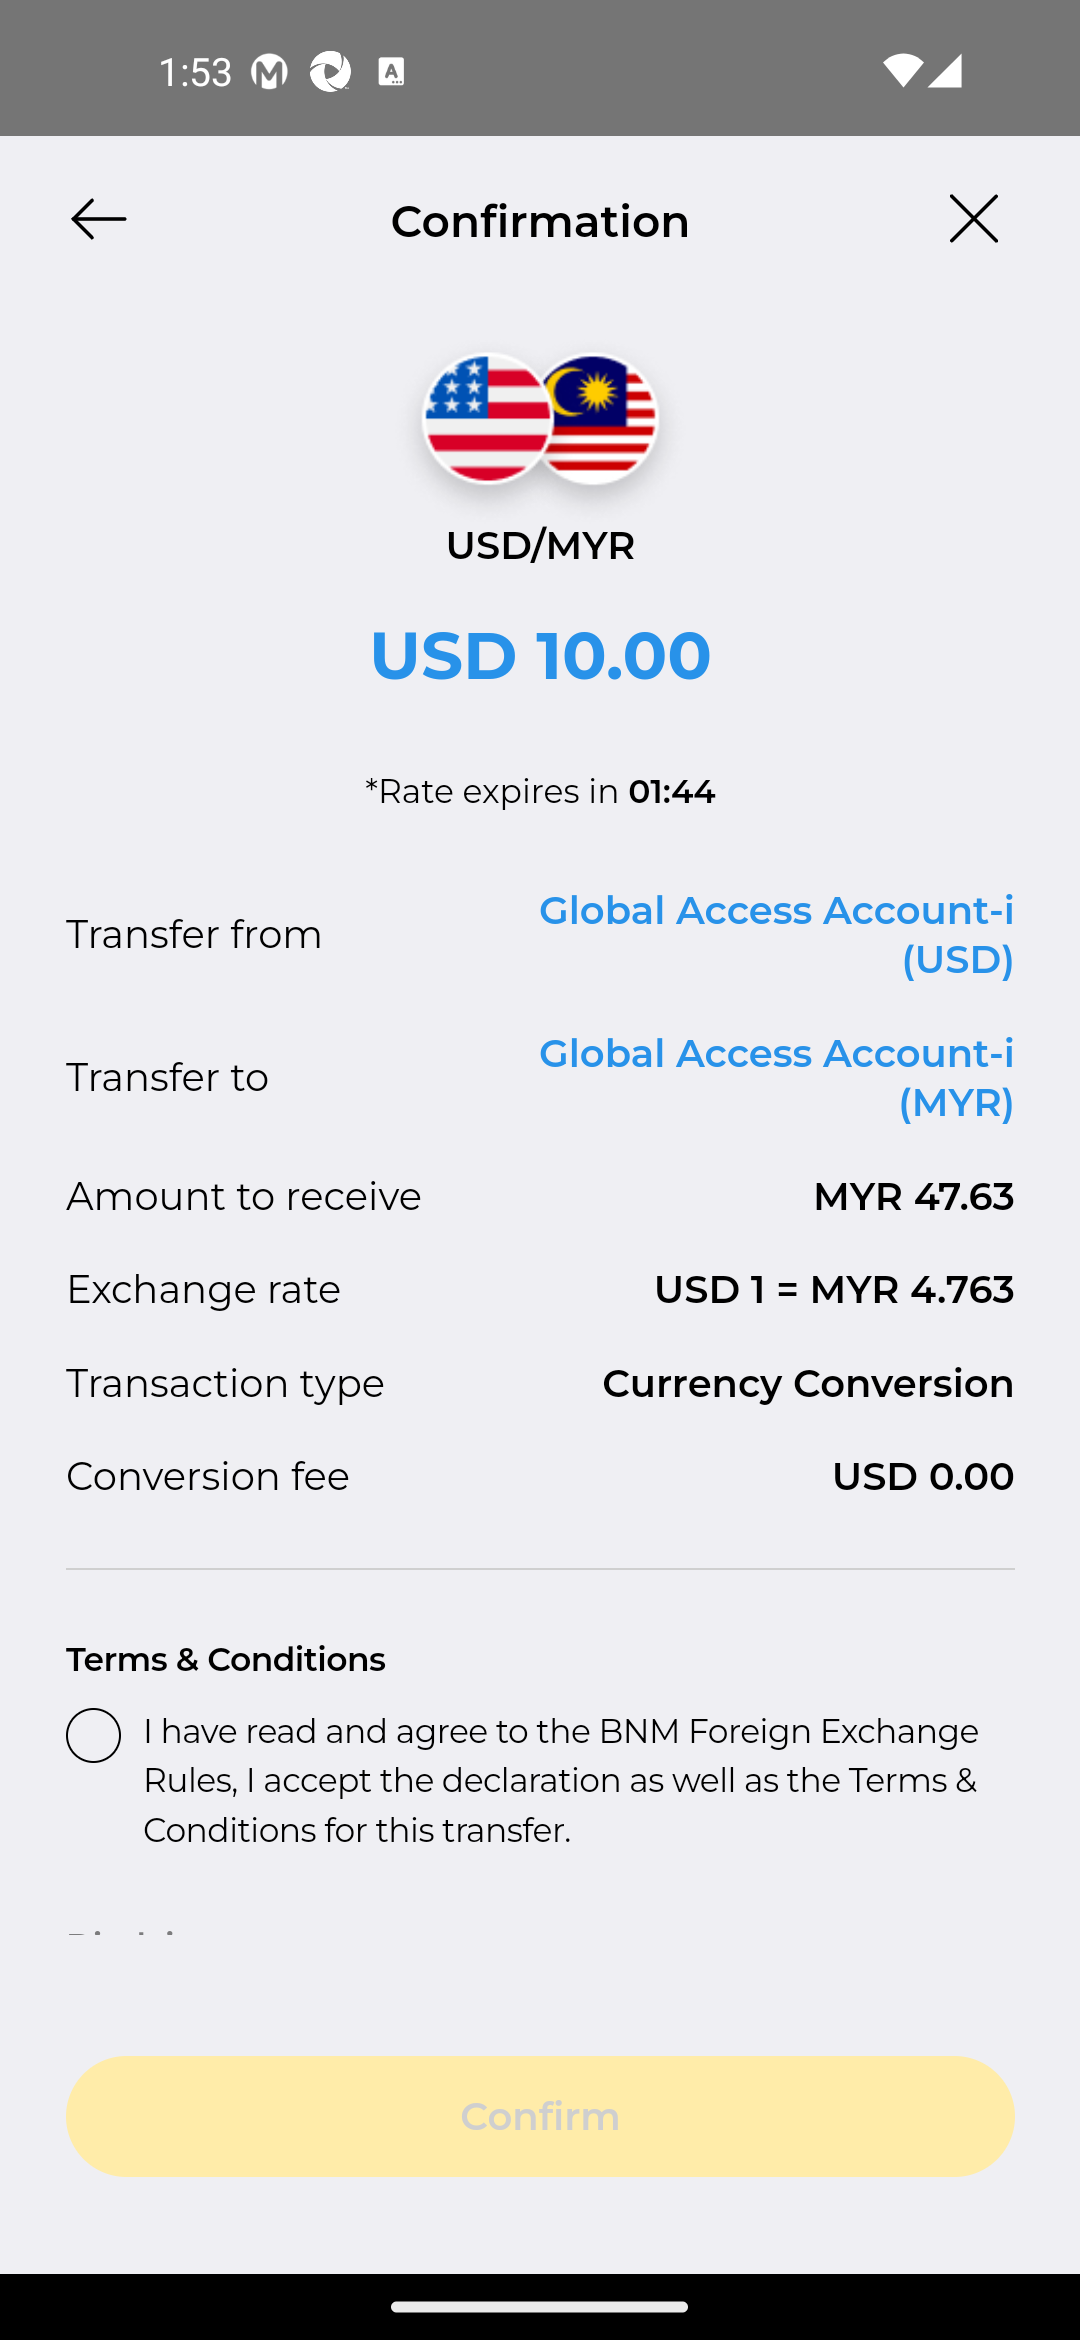 1:53
Confirmation
USD/MYR
USD 10.00
*Rate expires in 01:44
Transfer from
Global Access Account-i
(USD)
Transfer to
Global Access Account-i
(MYR)
Amount to receive MYR 47.63
Exchange rate USD 1 = MYR 4.763
Transaction type Currency Conversion
Conversion fee USD 0.00
Terms & Conditions
I have read and agree to the BNM Foreign Exchange
Rules, I accept the declaration as well as the Terms &
Conditions for this transfer.
Confirm